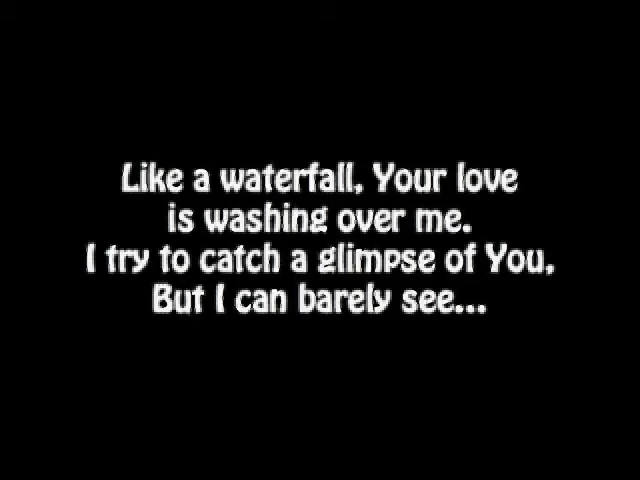 Like a waterfall, Your love
is washing over me.
I try to catch a glimpse of You,
But I can barely see...